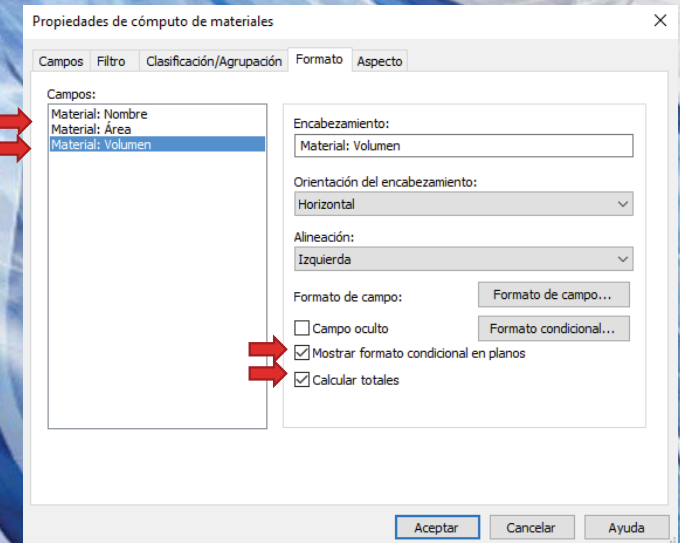 Propiedades de cómputo de materiales
Campos Filtro Clasificación/Agrupación Formato Aspecto
Campos:
Material: Nombre
Material: Área
Material: Volumen
Encabezamiento:
Material: Volumen
Orientación del encabezamiento:
Horizontal
Alineación:
Izquierda
Formato de campo: Formato de campo...
Campo oculto Formato condicional...
Mostrar formato condicional en planos
Calcular totales
Aceptar Cancelar Ayuda